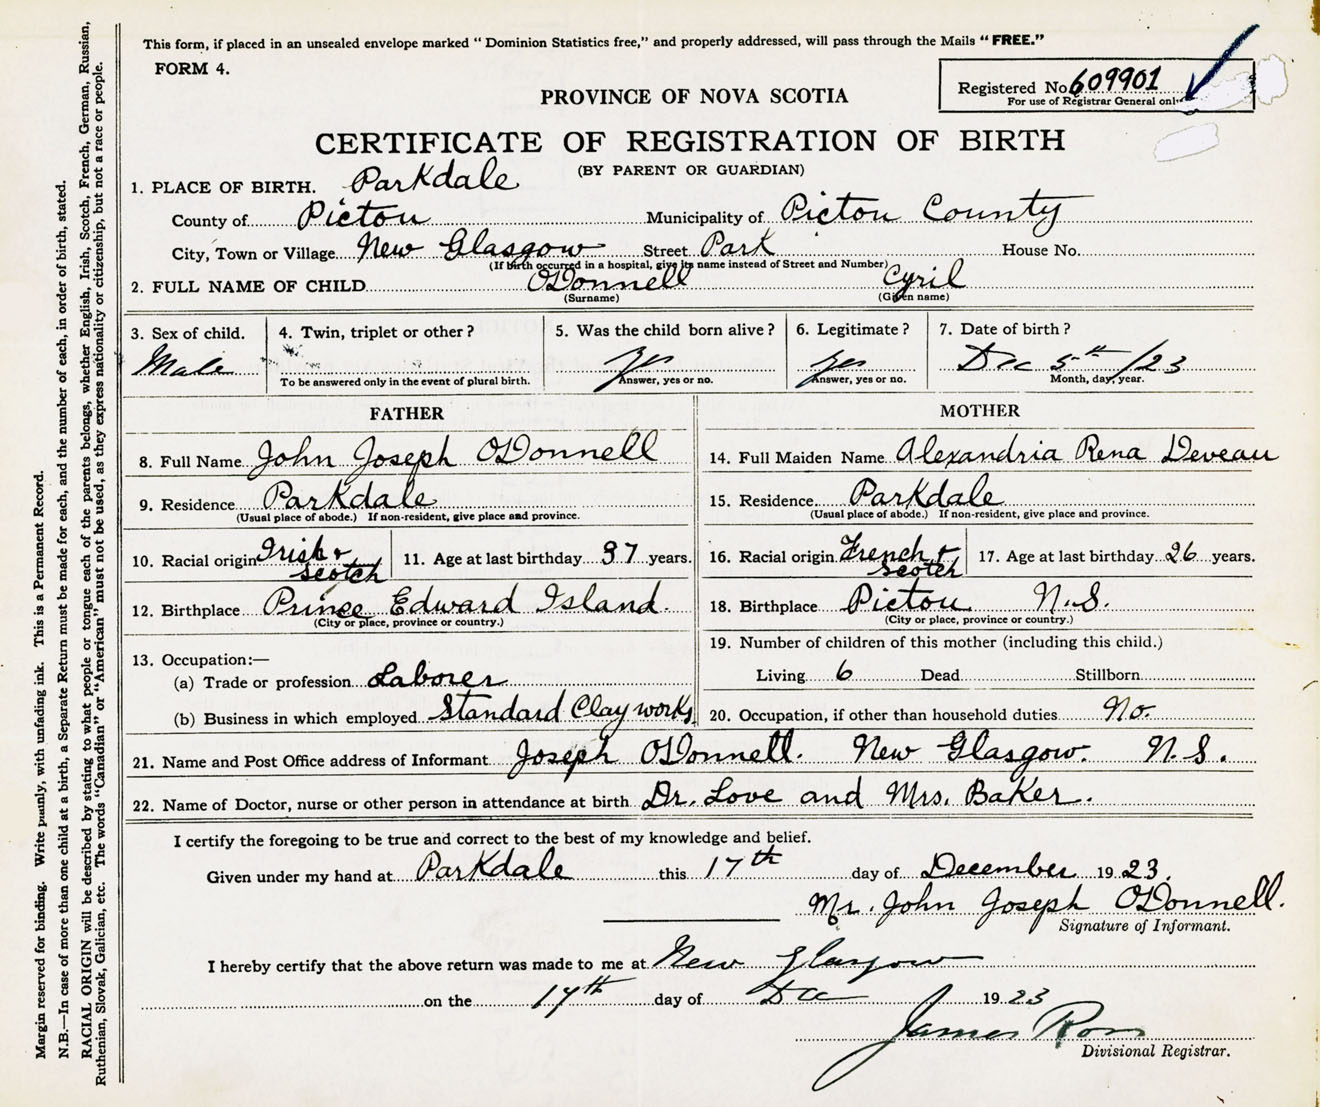 This form, if placed in an unsealed envelope marked "Dominion Statistics free," and properly addressed, will pass through the Mails "FREE."
FORM 4.
Registered No 609901
For use of Registrar General only
PROVINCE OF NOVA SCOTIA
CERTIFICATE OF REGISTRATION OF BIRTH
(BY PARENT OR GUARDIAN)
1. PLACE OF BIRTH. Parkdale
County of Pictou Municipality of Pictou County
City, Town or Village New Glasgow Street Park House No.
(If birth occurred in a hospital, give its name instead of Street and Number)
2. FULL NAME OF CHILD O'Donnell Cyril
(Surname) (Given name)
3. Sex of child. 4. Twin, triplet or other? 5. Was the child born alive? 6. Legitimate? 7. Date of birth?
Male yes yes Dec 5th/23
To be answered only in the event of plural birth. Answer, yes or no. Answer, yes or no. Month, day, year.
FATHER MOTHER
8. Full Name John Joseph O'Donnell 14. Full Maiden Name Alexandria Rena Deveau
9. Residence Parkdale 15. Residence Parkdale
(Usual place of abode.) If non-resident, give place and province. (Usual place of abode.) If non-resident, give place and province.
10. Racial origin Irish & Scotch 11. Age at last birthday 37 years. 16. Racial origin French & Scotch 17. Age at last birthday 26 years.
12. Birthplace Prince Edward Island. 18. Birthplace Pictou N.S.
(City or place, province or country.) (City or place, province or country.)
13. Occupation:— 19. Number of children of this mother (including this child.)
(a) Trade or profession Laborer Living 6 Dead Stillborn
(b) Business in which employed Standard Clay works 20. Occupation, if other than household duties No.
21. Name and Post Office address of Informant Joseph O'Donnell. New Glasgow. N.S.
22. Name of Doctor, nurse or other person in attendance at birth Dr. Love and Mrs. Baker.
I certify the foregoing to be true and correct to the best of my knowledge and belief.
Given under my hand at Parkdale this 17th day of December 1923.
Mr. John Joseph O'Donnell.
Signature of Informant.
I hereby certify that the above return was made to me at New Glasgow
on the 17th day of Dec 1923
James Ross
Divisional Registrar.
Margin reserved for binding. Write plainly, with unfading ink. This is a Permanent Record.
N.B.—In case of more than one child at a birth, a Separate Return must be made for each, and the number of each, in order of birth, stated.
RACIAL ORIGIN will be described by stating to what people or tongue each of the parents belongs, whether English, Irish, Scotch, French, German, Russian,
Ruthenian, Slovak, Galician, etc. The words "Canadian" or "American" must not be used, as they express nationality or citizenship, but not a race or people.